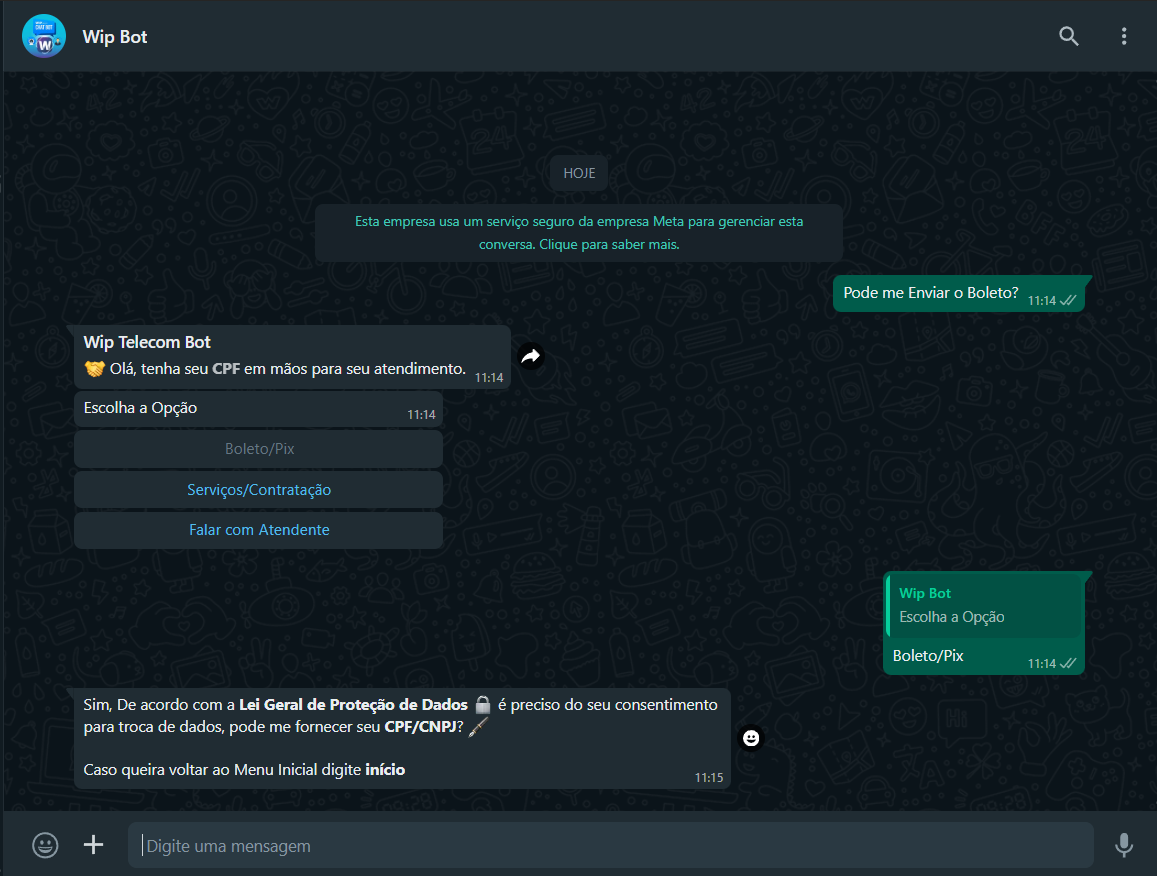 CHAT BOT
W
Wip Bot
HOJE
Esta empresa usa um serviço seguro da empresa Meta para gerenciar esta
conversa. Clique para saber mais.
Pode me Enviar o Boleto? 11:14
Wip Telecom Bot
🤝 Olá, tenha seu CPF em mãos para seu atendimento. 11:14
Escolha a Opção 11:14
Boleto/Pix
Serviços/Contratação
Falar com Atendente
Wip Bot
Escolha a Opção
Boleto/Pix 11:14
Sim, De acordo com a Lei Geral de Proteção de Dados 🔒 é preciso do seu consentimento
para troca de dados, pode me fornecer seu CPF/CNPJ? 🖌
Caso queira voltar ao Menu Inicial digite início
11:15
Digite uma mensagem